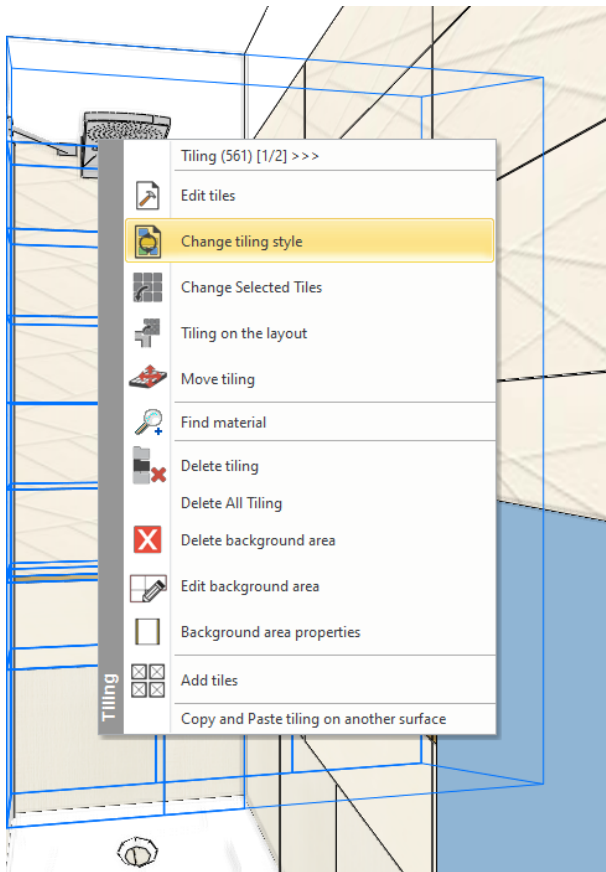 Tiling (561) [1/2] >>>
Edit tiles
Change tiling style
Change Selected Tiles
Tiling on the layout
Move tiling
Find material
Delete tiling
Delete All Tiling
Delete background area
Edit background area
Background area properties
Tiling
Add tiles
Copy and Paste tiling on another surface